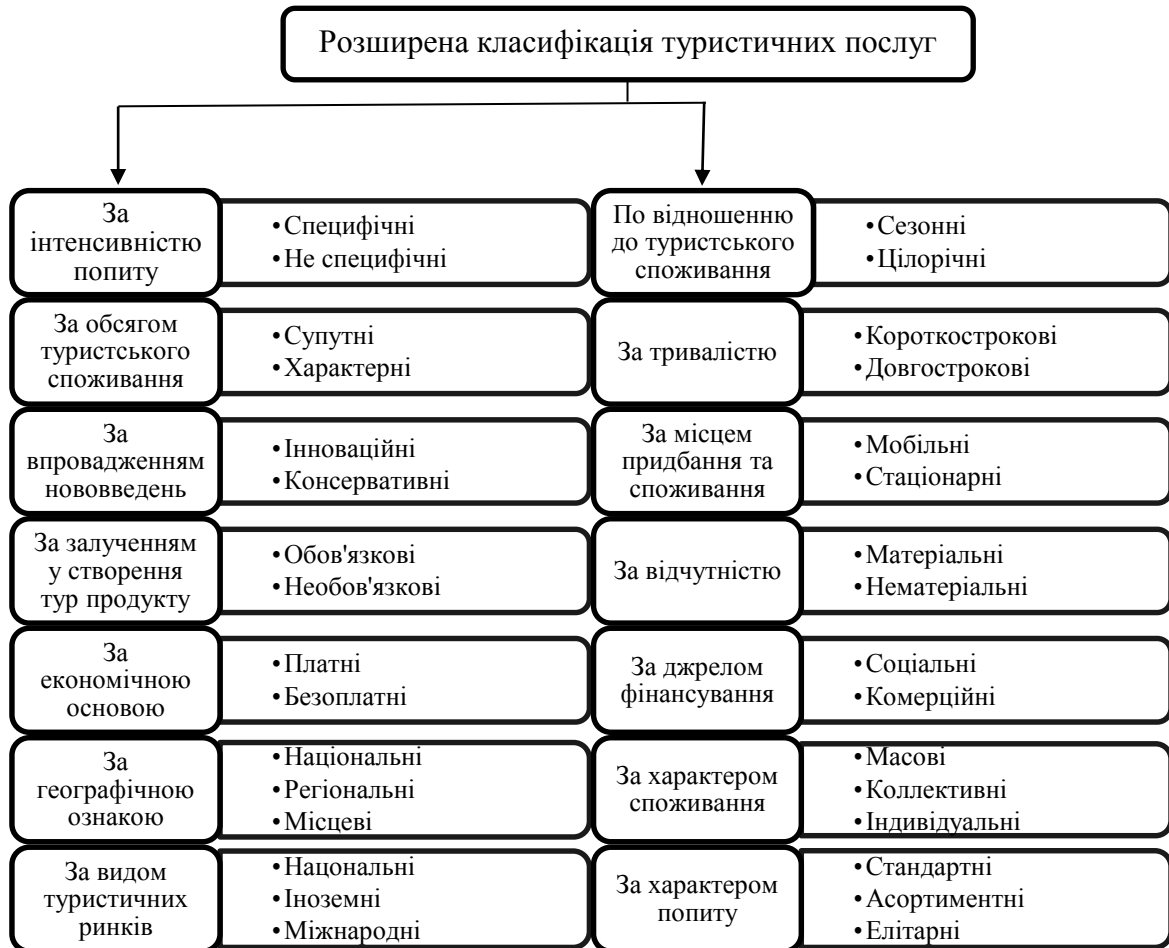 Розширена класифікація туристичних послуг
За
інтенсивністю
попиту
•Специфічні
•Не специфічні
За обсягом
туристського
споживання
•Супутні
•Характерні
За
впровадженням
нововведень
•Інноваційні
•Консервативні
За залученням
у створення
тур продукту
•Обов'язкові
•Необов'язкові
За
економічною
основою
•Платні
•Безоплатні
За
географічною
ознакою
•Національні
•Регіональні
•Місцеві
За видом
туристичних
ринків
•Нацональні
•Іноземні
•Міжнародні
По відношенню
до туристського
споживання
•Сезонні
•Цілорічні
За тривалістю
•Короткострокові
•Довгострокові
За місцем
придбання та
споживання
•Мобільні
•Стаціонарні
За відчутністю
•Матеріальні
•Нематеріальні
За джрелом
фінансування
•Соціальні
•Комерційні
За характером
споживання
•Масові
•Коллективні
•Індивідуальні
За характером
попиту
•Стандартні
•Асортиментні
•Елітарні